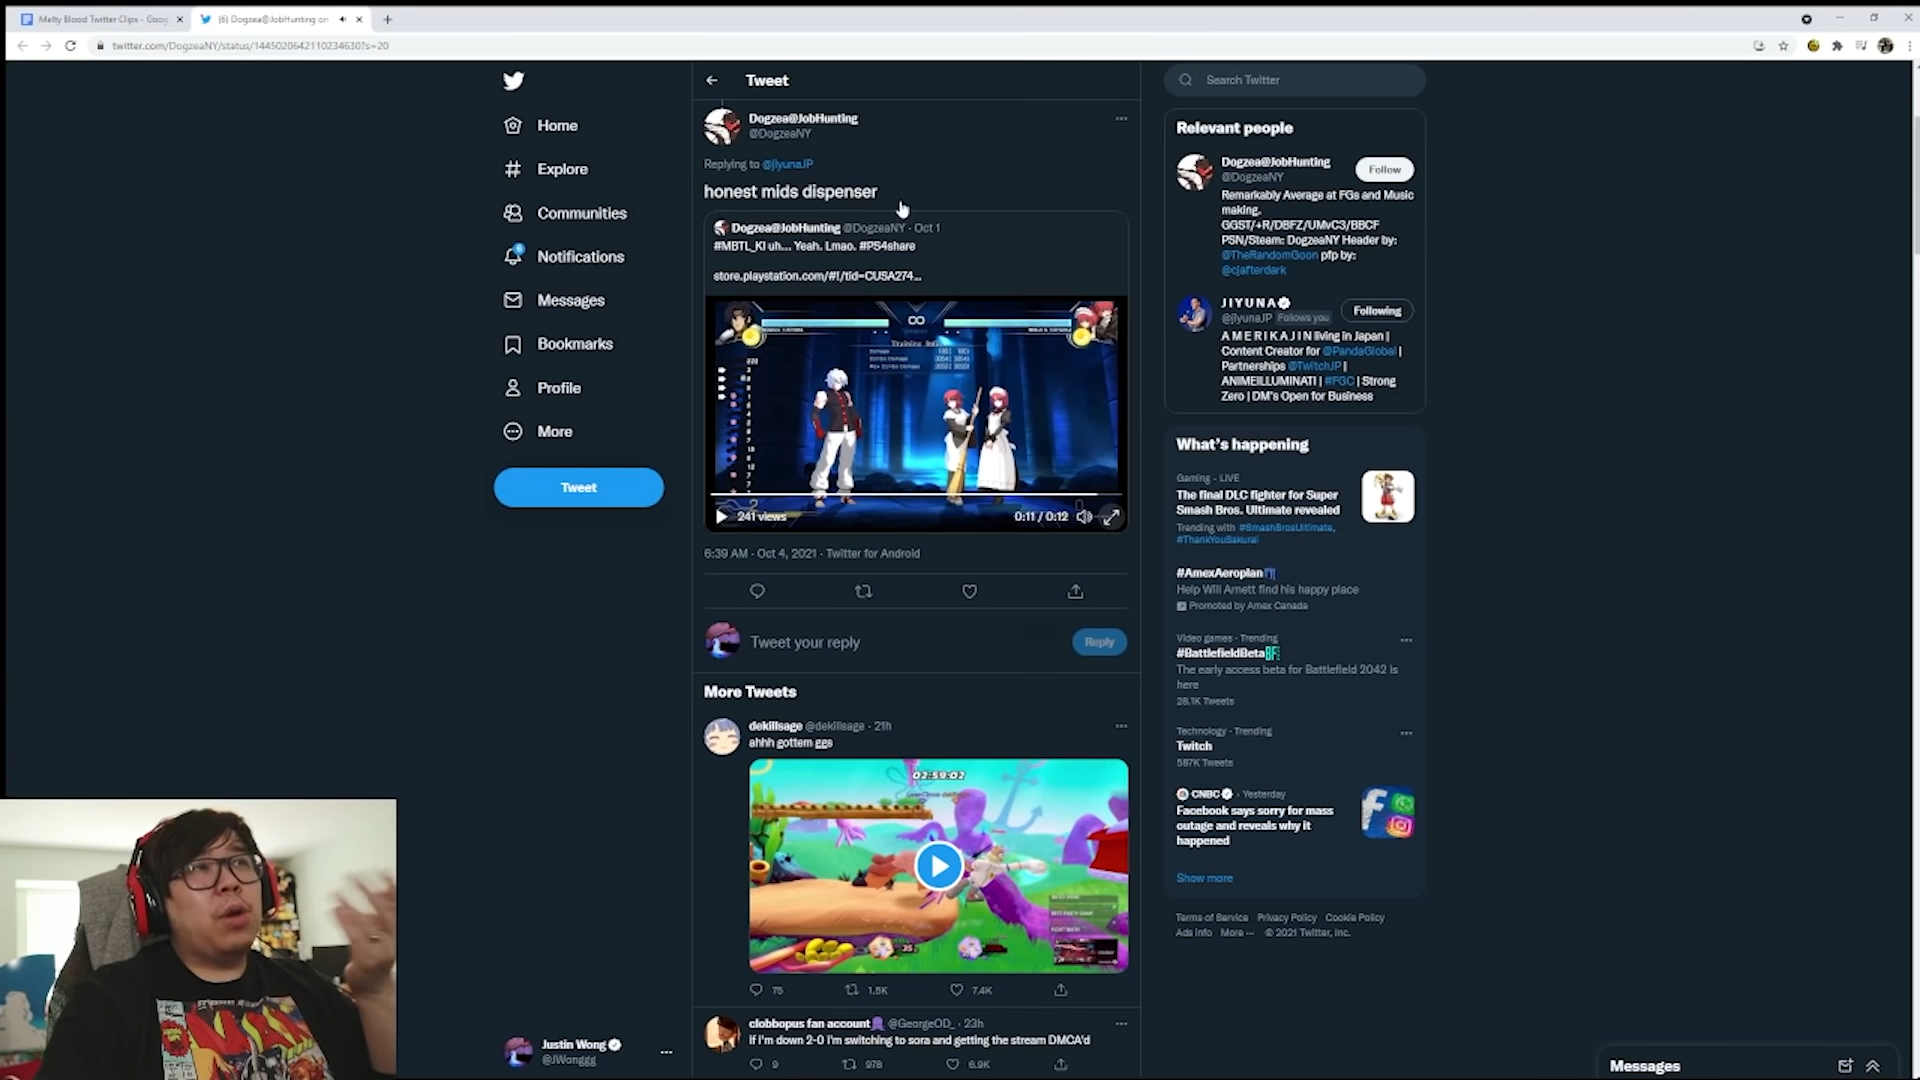 Melty Blood Twitter Clips - Goog
(6) Dogzea@JobHunting on
twitter.com/DogzeaNY/status/1445020642110234630?s=20
Home
Explore
Communities
Notifications
Messages
Bookmarks
Profile
More
Tweet
Justin Wong
@JWonggg
Tweet
Dogzea@JobHunting
@DogzeaNY
Replying to @jiyunaJP
honest mids dispenser
Dogzea@JobHunting @DogzeaNY · Oct 1
#MBTL_KI uh... Yeah. Lmao. #PS4share
store.playstation.com/#!/tid=CUSA274...
Training Info
241 views
0:11 / 0:12
6:39 AM · Oct 4, 2021 · Twitter for Android
Tweet your reply
Reply
More Tweets
dekillsage @dekillsage · 21h
ahhh gottem ggs
02:59:02
75
1.5K
7.4K
clobbopus fan account @GeorgeOD_ · 23h
if i'm down 2-0 i'm switching to sora and getting the stream DMCA'd
9
978
6.9K
Search Twitter
Relevant people
Dogzea@JobHunting
@DogzeaNY
Follow
Remarkably Average at FGs and Music
making.
GGST/+R/DBFZ/UMvC3/BBCF
PSN/Steam: DogzeaNY Header by:
@TheRandomGoon pfp by:
@cjafterdark
J I Y U N A
@jiyunaJP Follows you
Following
A M E R I K A J I N living in Japan |
Content Creator for @PandaGlobal |
Partnerships @TwitchJP |
ANIMEILLUMINATI | #FGC | Strong
Zero | DM's Open for Business
What's happening
Gaming · LIVE
The final DLC fighter for Super
Smash Bros. Ultimate revealed
Trending with #SmashBrosUltimate,
#ThankYouSakurai
#AmexAeroplan
Help Will Arnett find his happy place
Promoted by Amex Canada
Video games · Trending
#BattlefieldBeta
The early access beta for Battlefield 2042 is
here
28.1K Tweets
Technology · Trending
Twitch
587K Tweets
CNBC · Yesterday
Facebook says sorry for mass
outage and reveals why it
happened
Show more
Terms of Service Privacy Policy Cookie Policy
Ads info More ··· © 2021 Twitter, Inc.
Messages